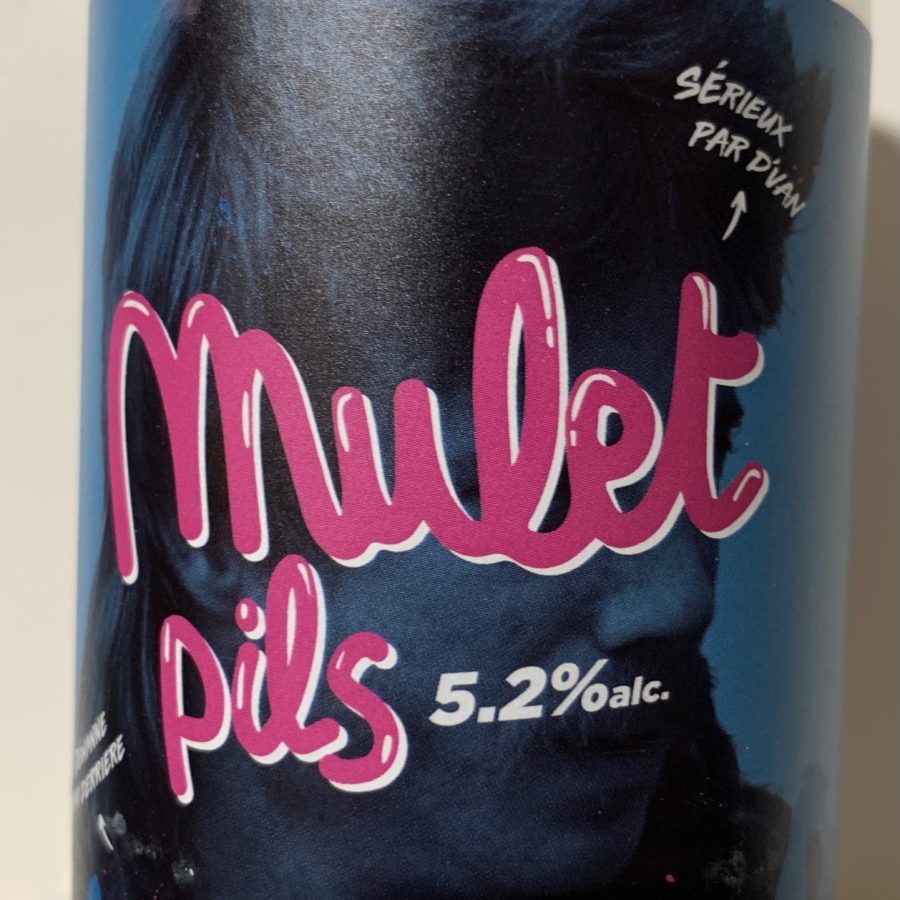 SÉRIEUX
PAR D'VAN
mulet
pils
5.2%alc.